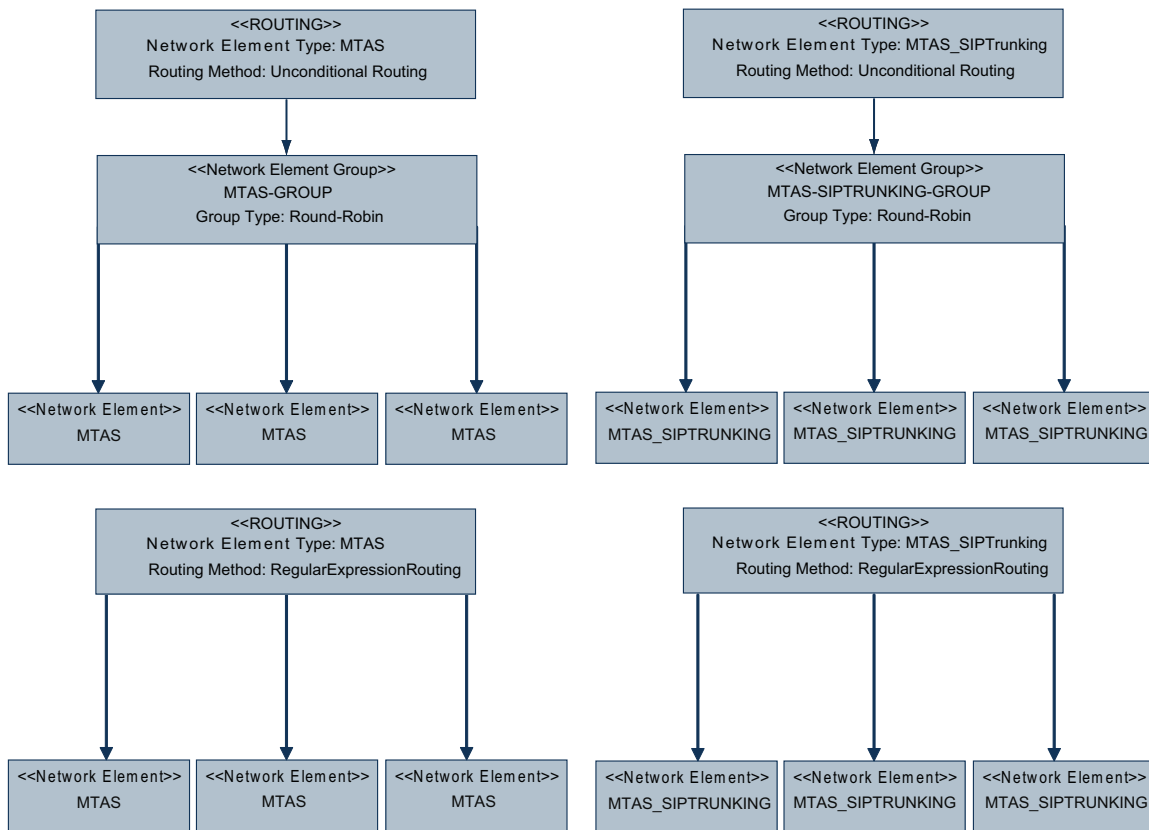 <<ROUTING>>
Network Element Type: MTAS
Routing Method: Unconditional Routing
<<Network Element Group>>
MTAS-GROUP
Group Type: Round-Robin
<<Network Element>>
MTAS
<<Network Element>>
MTAS
<<Network Element>>
MTAS
<<ROUTING>>
Network Element Type: MTAS_SIPTrunking
Routing Method: Unconditional Routing
<<Network Element Group>>
MTAS-SIPTRUNKING-GROUP
Group Type: Round-Robin
<<Network Element>>
MTAS_SIPTRUNKING
<<Network Element>>
MTAS_SIPTRUNKING
<<Network Element>>
MTAS_SIPTRUNKING
<<ROUTING>>
Network Element Type: MTAS
Routing Method: RegularExpressionRouting
<<Network Element>>
MTAS
<<Network Element>>
MTAS
<<Network Element>>
MTAS
<<ROUTING>>
Network Element Type: MTAS_SIPTrunking
Routing Method: RegularExpressionRouting
<<Network Element>>
MTAS_SIPTRUNKING
<<Network Element>>
MTAS_SIPTRUNKING
<<Network Element>>
MTAS_SIPTRUNKING